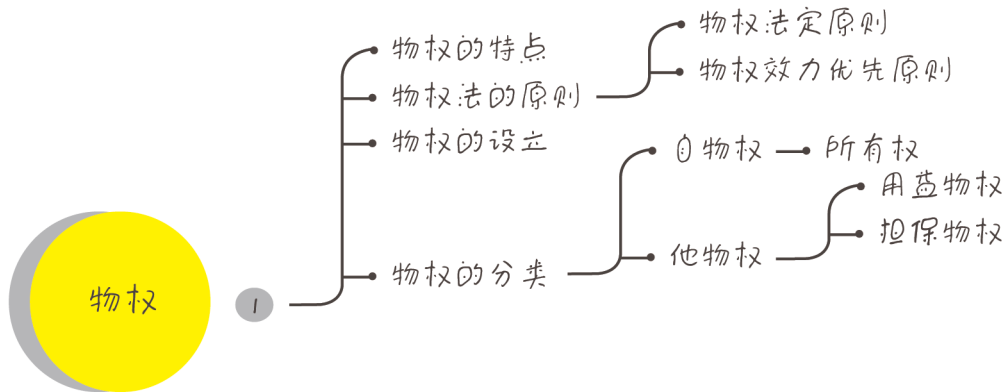 物权
1
物权的特点
物权法的原则
物权法定原则
物权效力优先原则
物权的设立
物权的分类
自物权
所有权
他物权
用益物权
担保物权